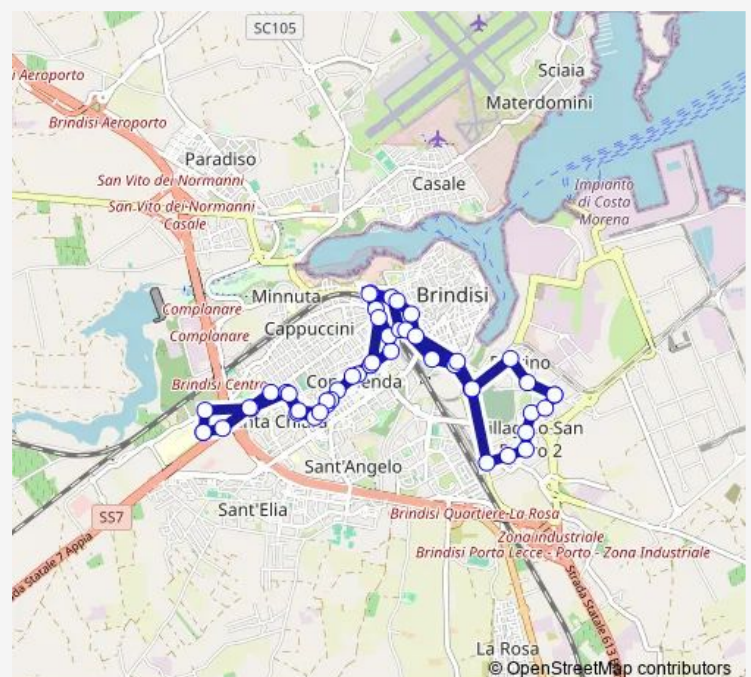 SC105
Sciaia
Materdomini
i Aeroporto
Brindisi Aeroporto
Paradiso
San Vito dei Normanni
Casale
San Vito dei Normanni
Casale
Impianto
di Costa
Morena
Minnuta
Brindisi
Complanare
Complanare
Cappuccini
Brindisi Centro
Sant'Angelo
Sant'Elia
SS7
Brindisi Quartiere-La Rosa
Zona industriale
Brindisi Porta Lecce - Porto - Zona Industriale
da Statale 7 Appia
Strada Statale 613
La Rosa
© OpenStreetMap contributors